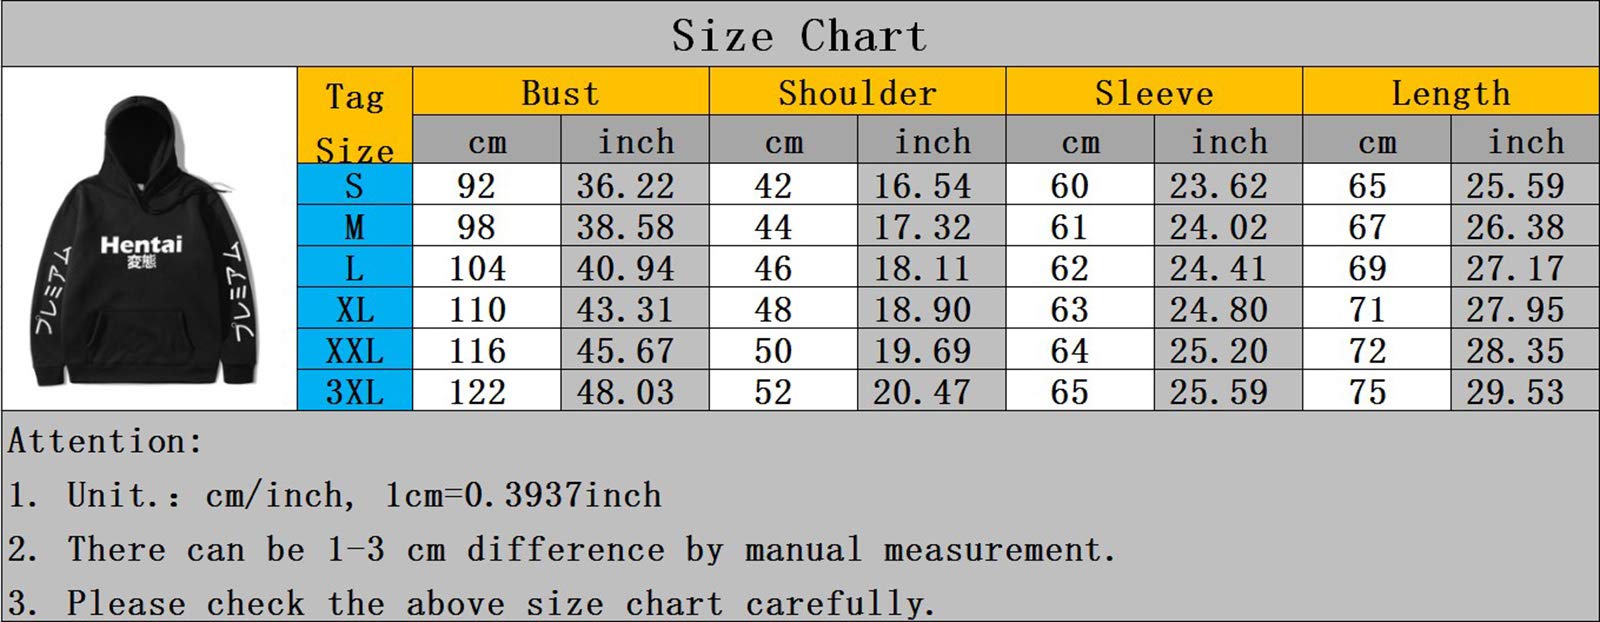 Size Chart
Tag Size Bust Shoulder Sleeve Length
cm inch cm inch cm inch cm inch
S 92 36.22 42 16.54 60 23.62 65 25.59
M 98 38.58 44 17.32 61 24.02 67 26.38
L 104 40.94 46 18.11 62 24.41 69 27.17
XL 110 43.31 48 18.90 63 24.80 71 27.95
XXL 116 45.67 50 19.69 64 25.20 72 28.35
3XL 122 48.03 52 20.47 65 25.59 75 29.53
Hentai
変態
プレミアム
プレミアム
Attention:
1. Unit.: cm/inch, 1cm=0.3937inch
2. There can be 1-3 cm difference by manual measurement.
3. Please check the above size chart carefully.